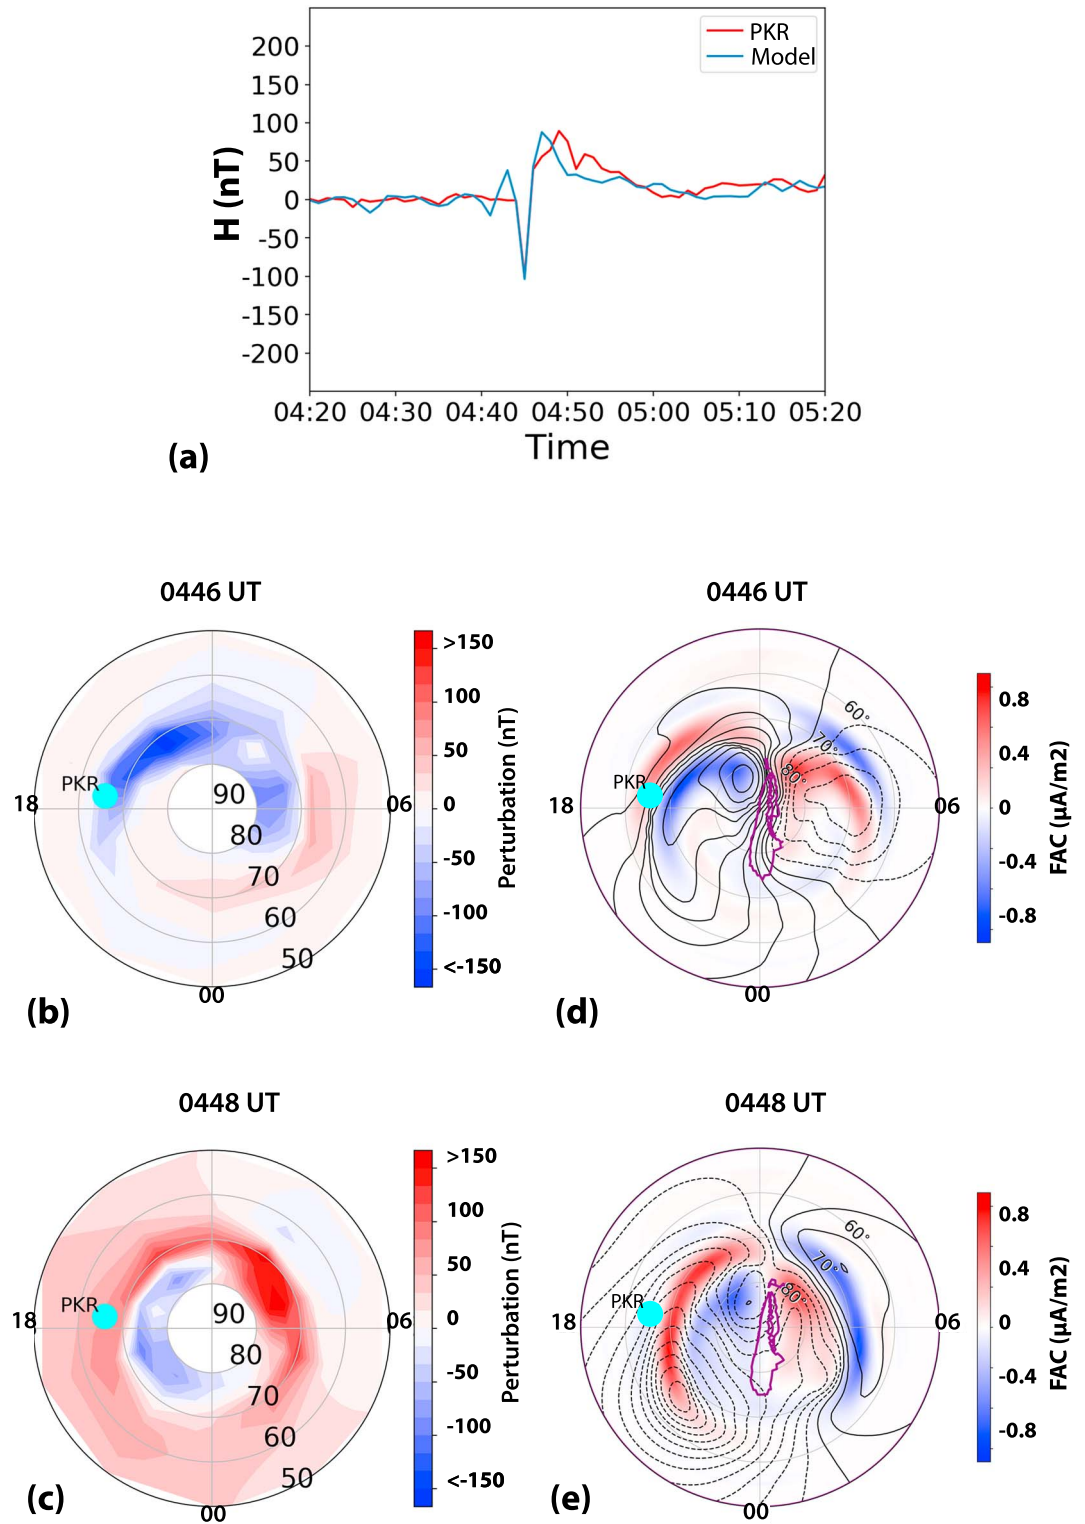 200
150
100
50
0
-50
-100
-150
-200
H (nT)
PKR
Model
04:20 04:30 04:40 04:50 05:00 05:10 05:20
Time
(a)
0446 UT
PKR
18
06
00
90
80
70
60
50
>150
100
50
0
-50
-100
<-150
Perturbation (nT)
(b)
0446 UT
PKR
18
06
00
60°
70°
80°
0.8
0.4
0
-0.4
-0.8
FAC (μA/m2)
(d)
0448 UT
PKR
18
06
00
90
80
70
60
50
>150
100
50
0
-50
-100
<-150
Perturbation (nT)
(c)
0448 UT
PKR
18
06
00
60°
70°
80°
0.8
0.4
0
-0.4
-0.8
FAC (μA/m2)
(e)